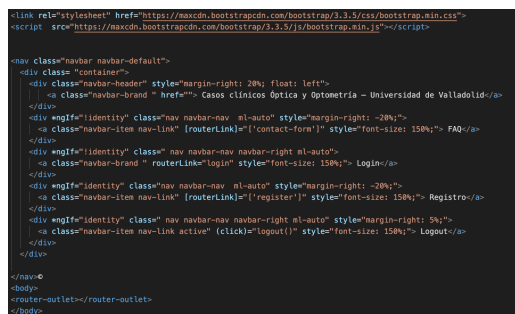 <link rel="stylesheet" href="https://maxcdn.bootstrapcdn.com/bootstrap/3.3.5/css/bootstrap.min.css">
<script  src="https://maxcdn.bootstrapcdn.com/bootstrap/3.3.5/js/bootstrap.min.js"></script>
<nav class="navbar navbar-default">
<div class= "container">
<div class="navbar-header" style="margin-right: 20%; float: left">
<a class="navbar-brand " href=""> Casos clínicos Óptica y Optometría – Universidad de Valladolid</a>
</div>
<div *ngIf="!identity" class="nav navbar-nav  ml-auto" style="margin-right: -20%;">
<a class="navbar-item nav-link" [routerLink]="['contact-form']" style="font-size: 150%;"> FAQ</a>
</div>
<div *ngIf="!identity" class=" nav navbar-nav navbar-right ml-auto">
<a class="navbar-brand " routerLink="login" style="font-size: 150%;"> Login</a>
</div>
<div *ngIf="identity" class="nav navbar-nav  ml-auto" style="margin-right: -20%;">
<a class="navbar-item nav-link" [routerLink]="['register']" style="font-size: 150%;"> Registro</a>
</div>
<div *ngIf="identity" class=" nav navbar-nav navbar-right ml-auto" style="margin-right: 5%;">
<a class="navbar-item nav-link active" (click)="logout()" style="font-size: 150%;"> Logout</a>
</div>
</div>
</nav>©
<body>
<router-outlet></router-outlet>
</body>